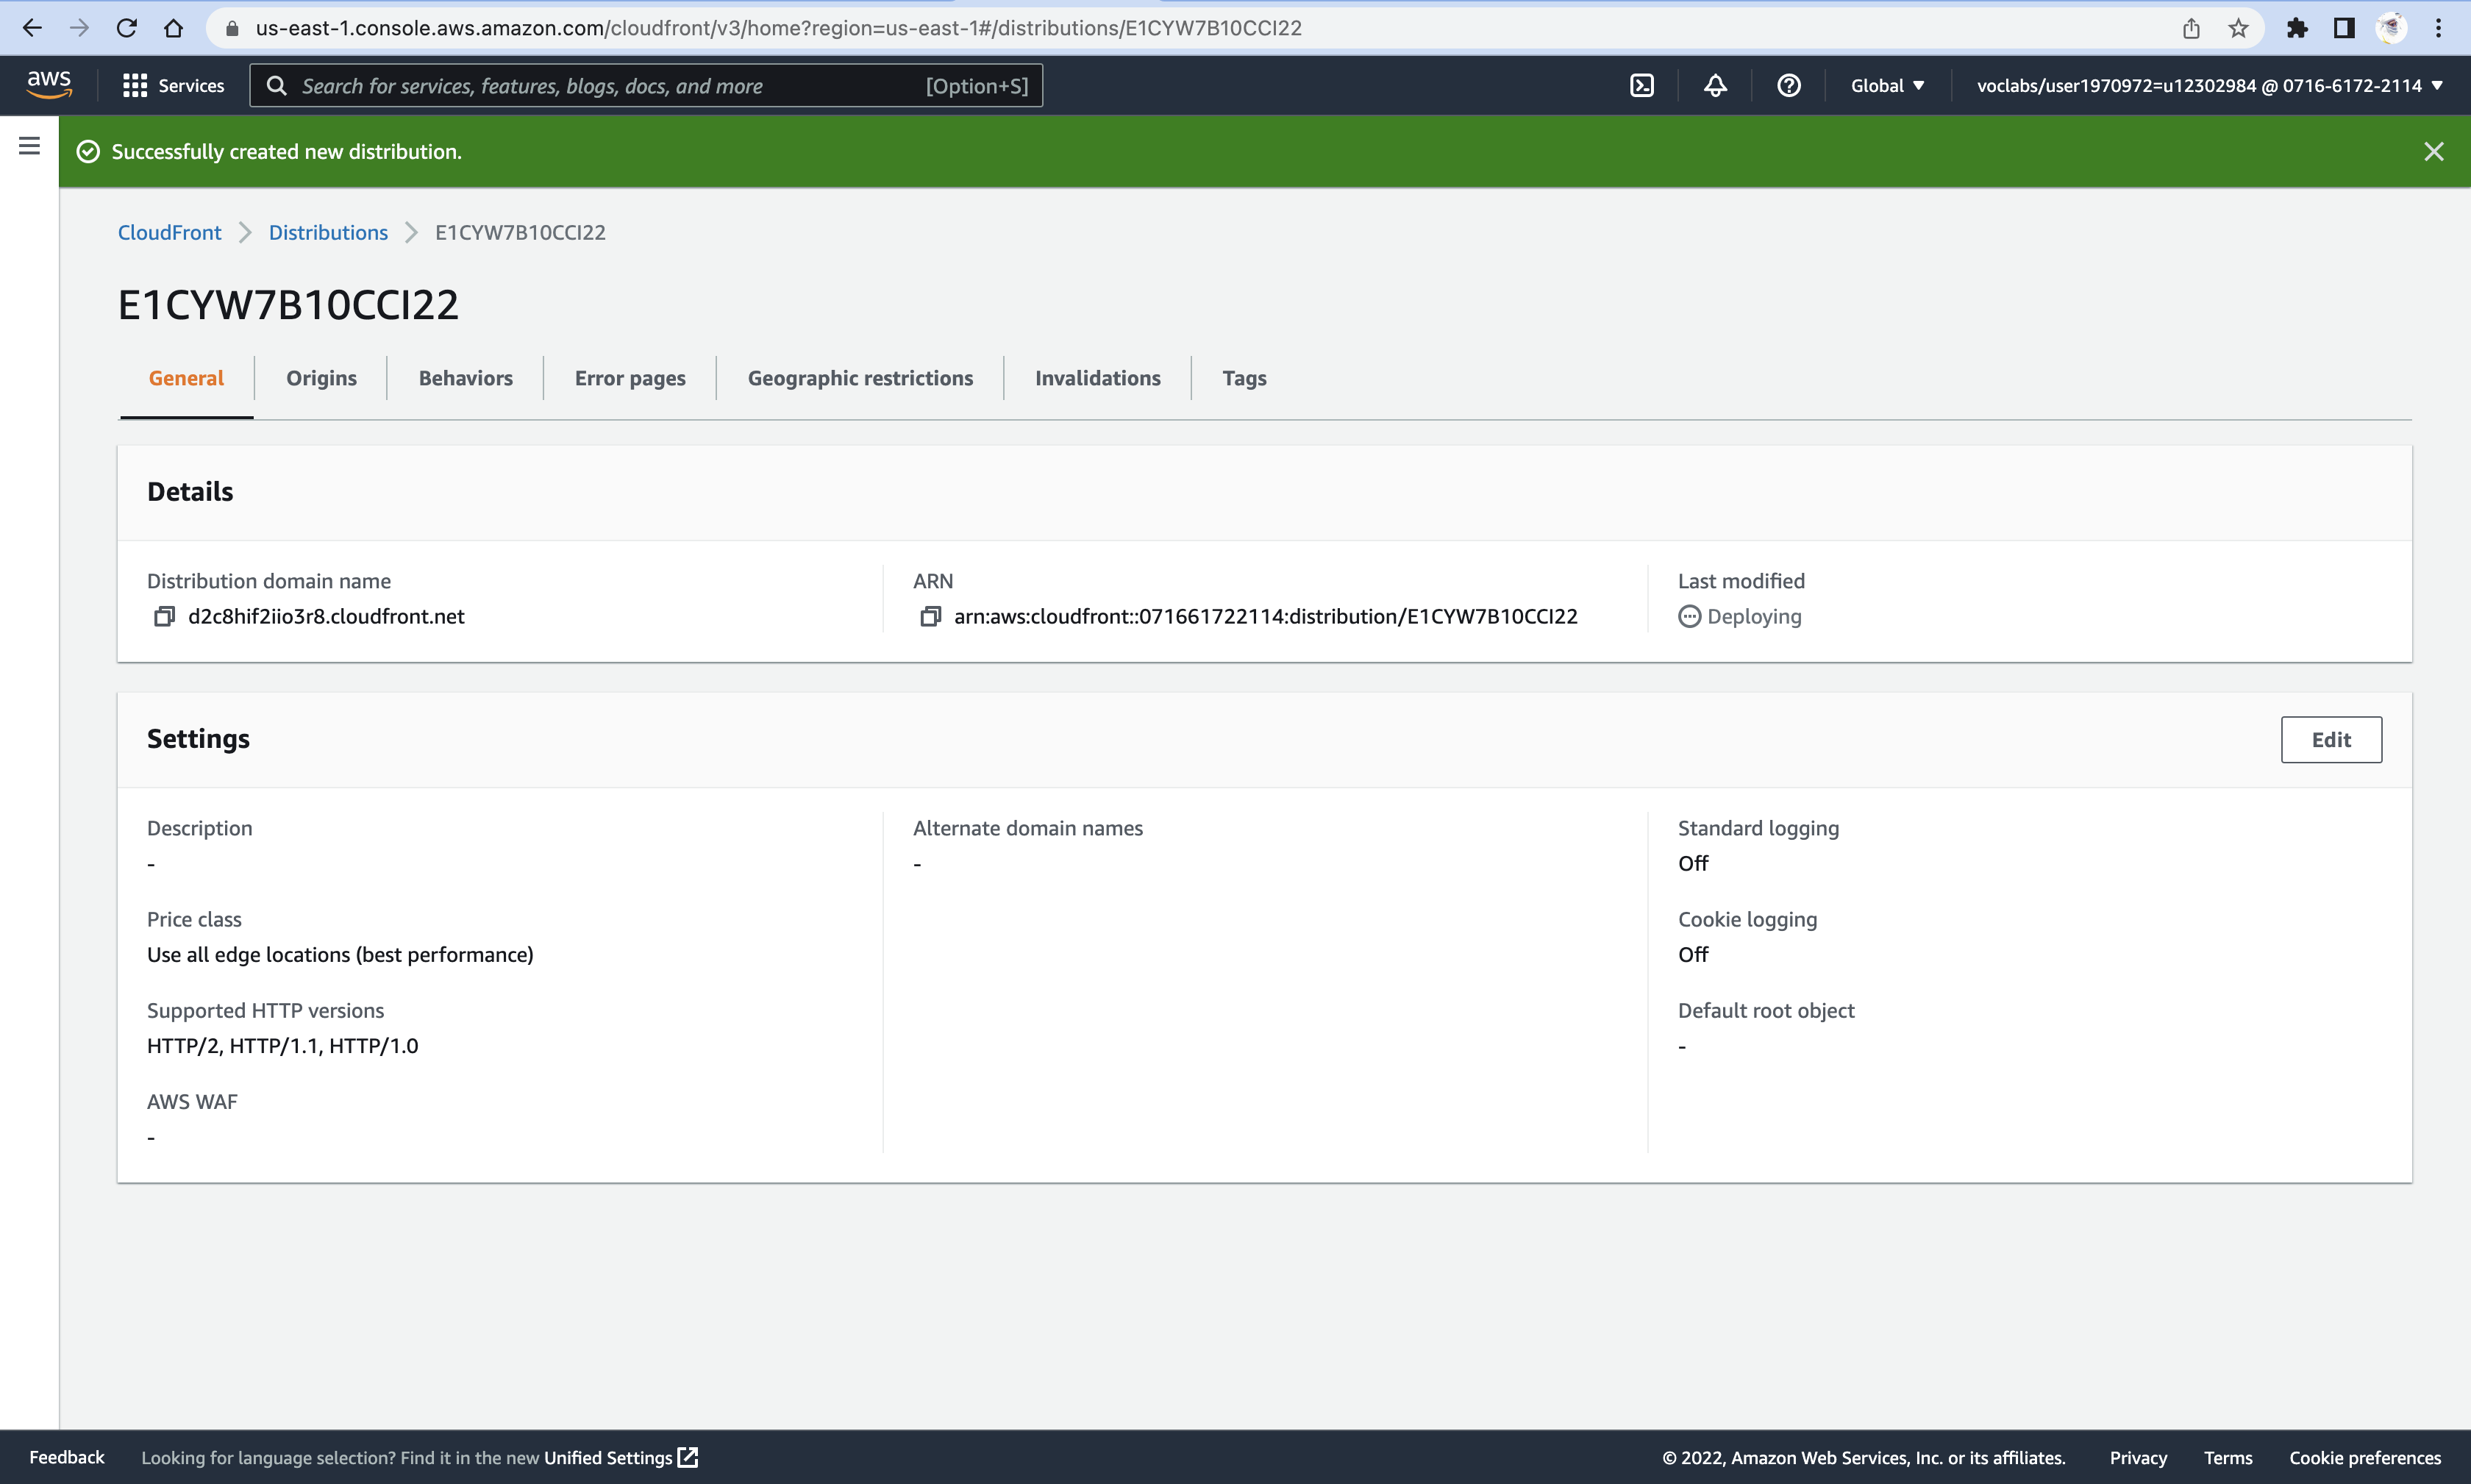 us-east-1.console.aws.amazon.com/cloudfront/v3/home?region=us-east-1#/distributions/E1CYW7B10CCI22
aws Services Search for services, features, blogs, docs, and more [Option+S] Global voclabs/user1970972=u12302984 @ 0716-6172-2114
Successfully created new distribution.
CloudFront Distributions E1CYW7B10CCI22
E1CYW7B10CCI22
General Origins Behaviors Error pages Geographic restrictions Invalidations Tags
Details
Distribution domain name
d2c8hif2iio3r8.cloudfront.net
ARN
arn:aws:cloudfront::071661722114:distribution/E1CYW7B10CCI22
Last modified
Deploying
Settings
Edit
Description
-
Price class
Use all edge locations (best performance)
Supported HTTP versions
HTTP/2, HTTP/1.1, HTTP/1.0
AWS WAF
-
Alternate domain names
-
Standard logging
Off
Cookie logging
Off
Default root object
-
Feedback Looking for language selection? Find it in the new Unified Settings © 2022, Amazon Web Services, Inc. or its affiliates. Privacy Terms Cookie preferences